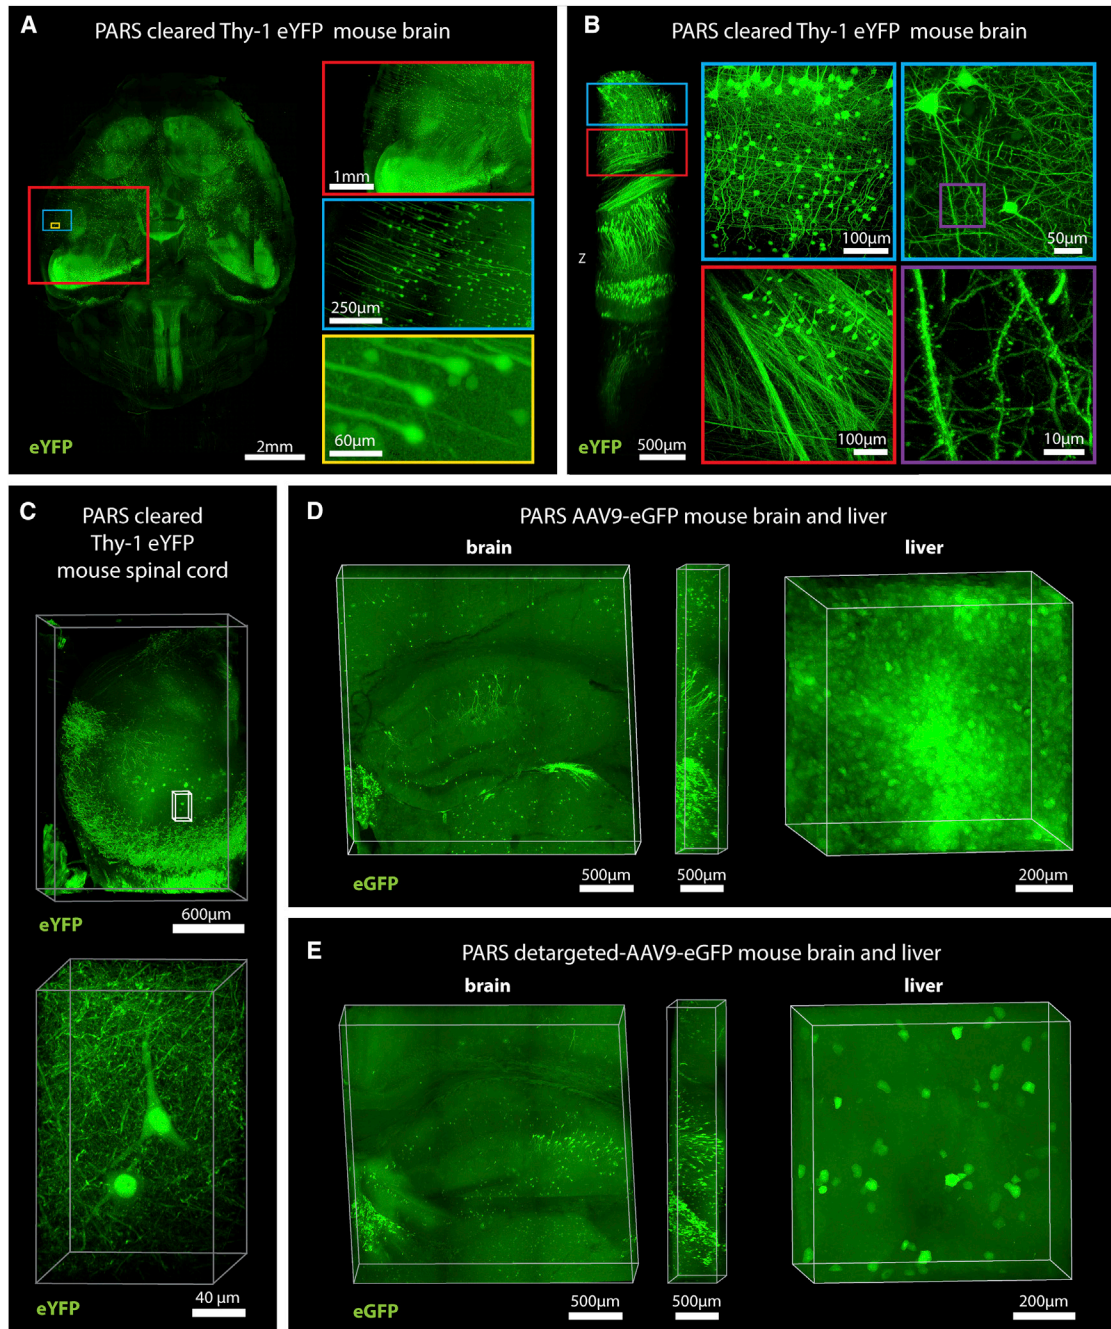 A
PARS cleared Thy-1 eYFP mouse brain
1mm
250µm
60µm
eYFP
2mm
B
PARS cleared Thy-1 eYFP mouse brain
Z
100µm
50µm
100µm
10µm
eYFP
500µm
C
PARS cleared
Thy-1 eYFP
mouse spinal cord
eYFP
600µm
eYFP
40 µm
D
PARS AAV9-eGFP mouse brain and liver
brain
liver
eGFP
500µm
500µm
200µm
E
PARS detargeted-AAV9-eGFP mouse brain and liver
brain
liver
eGFP
500µm
500µm
200µm